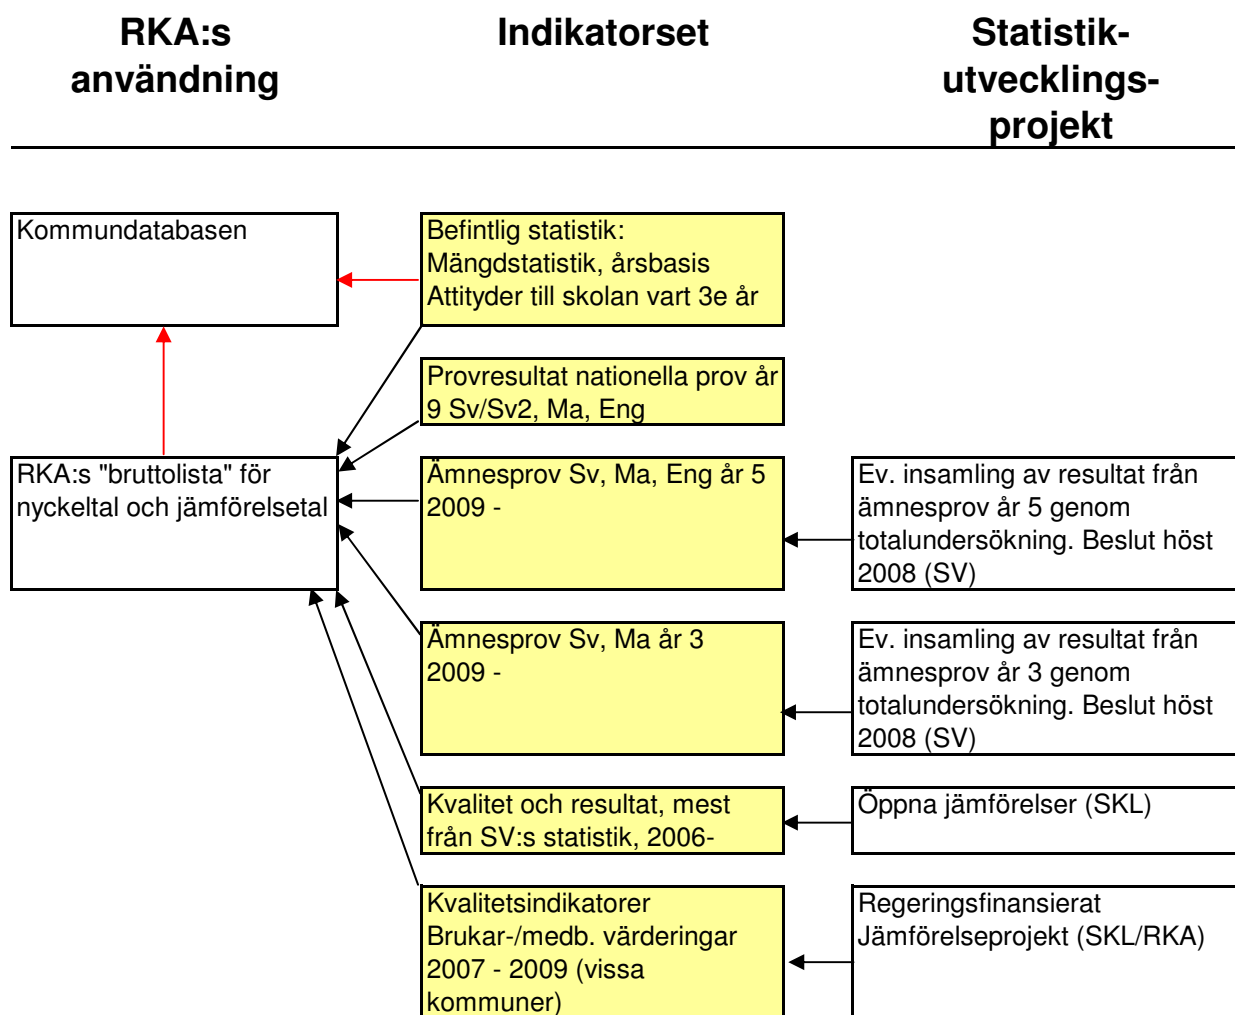 RKA:s
användning
Indikatorset
Statistik-
utvecklings-
projekt
Kommundatabasen
Befintlig statistik:
Mängdstatistik, årsbasis
Attityder till skolan vart 3e år
Provresultat nationella prov år
9 Sv/Sv2, Ma, Eng
RKA:s "bruttolista" för
nyckeltal och jämförelsetal
Ämnesprov Sv, Ma, Eng år 5
2009 -
Ev. insamling av resultat från
ämnesprov år 5 genom
totalundersökning. Beslut höst
2008 (SV)
Ämnesprov Sv, Ma år 3
2009 -
Ev. insamling av resultat från
ämnesprov år 3 genom
totalundersökning. Beslut höst
2008 (SV)
Kvalitet och resultat, mest
från SV:s statistik, 2006-
Öppna jämförelser (SKL)
Kvalitetsindikatorer
Brukar-/medb. värderingar
2007 - 2009 (vissa
kommuner)
Regeringsfinansierat
Jämförelseprojekt (SKL/RKA)